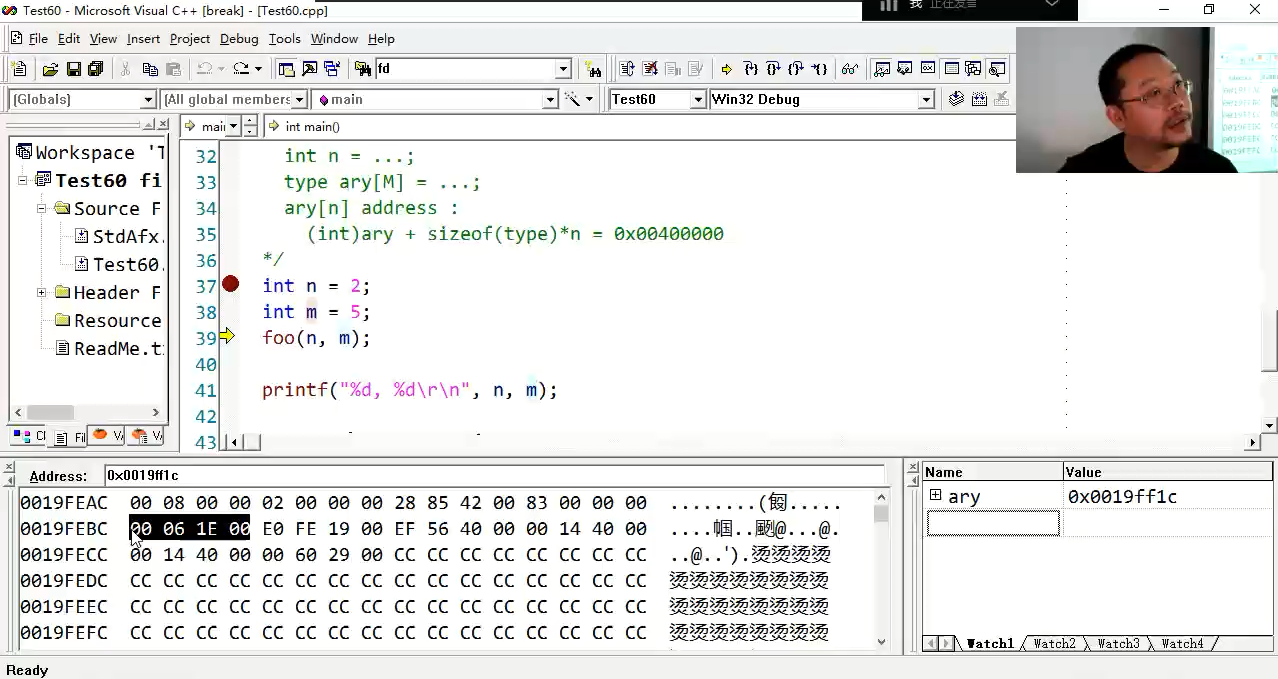 Test60 - Microsoft Visual C++ [break] - [Test60.cpp]
我 正在发言
File Edit View Insert Project Debug Tools Window Help
fd
[Globals] [All global members main Test60 Win32 Debug
mai int main()
Workspace 'T
Test60 fi
Source F
StdAfx.
Test60.
Header F
Resource
ReadMe.t
32 int n = ...;
33 type ary[M] = ...;
34 ary[n] address :
35 (int)ary + sizeof(type)*n = 0x00400000
36 */
37 int n = 2;
38 int m = 5;
39 foo(n, m);
40
41 printf("%d, %d\r\n", n, m);
42
43
Address: 0x0019ff1c
0019FEAC 00 08 00 00 02 00 00 00 28 85 42 00 83 00 00 00 ........(匓.....
0019FEBC 00 06 1E 00 E0 FE 19 00 EF 56 40 00 00 14 40 00
0019FECC 00 14 40 00 00 60 29 00 CC CC CC CC CC CC CC CC ..@..`).烫烫烫烫
0019FEDC CC CC CC CC CC CC CC CC CC CC CC CC CC CC CC CC 烫烫烫烫烫烫烫烫
0019FEEC CC CC CC CC CC CC CC CC CC CC CC CC CC CC CC CC 烫烫烫烫烫烫烫烫
0019FEFC CC CC CC CC CC CC CC CC CC CC CC CC CC CC CC CC 烫烫烫烫烫烫烫烫
Name Value
ary 0x0019ff1c
Watch1 Watch2 Watch3 Watch4
Ready